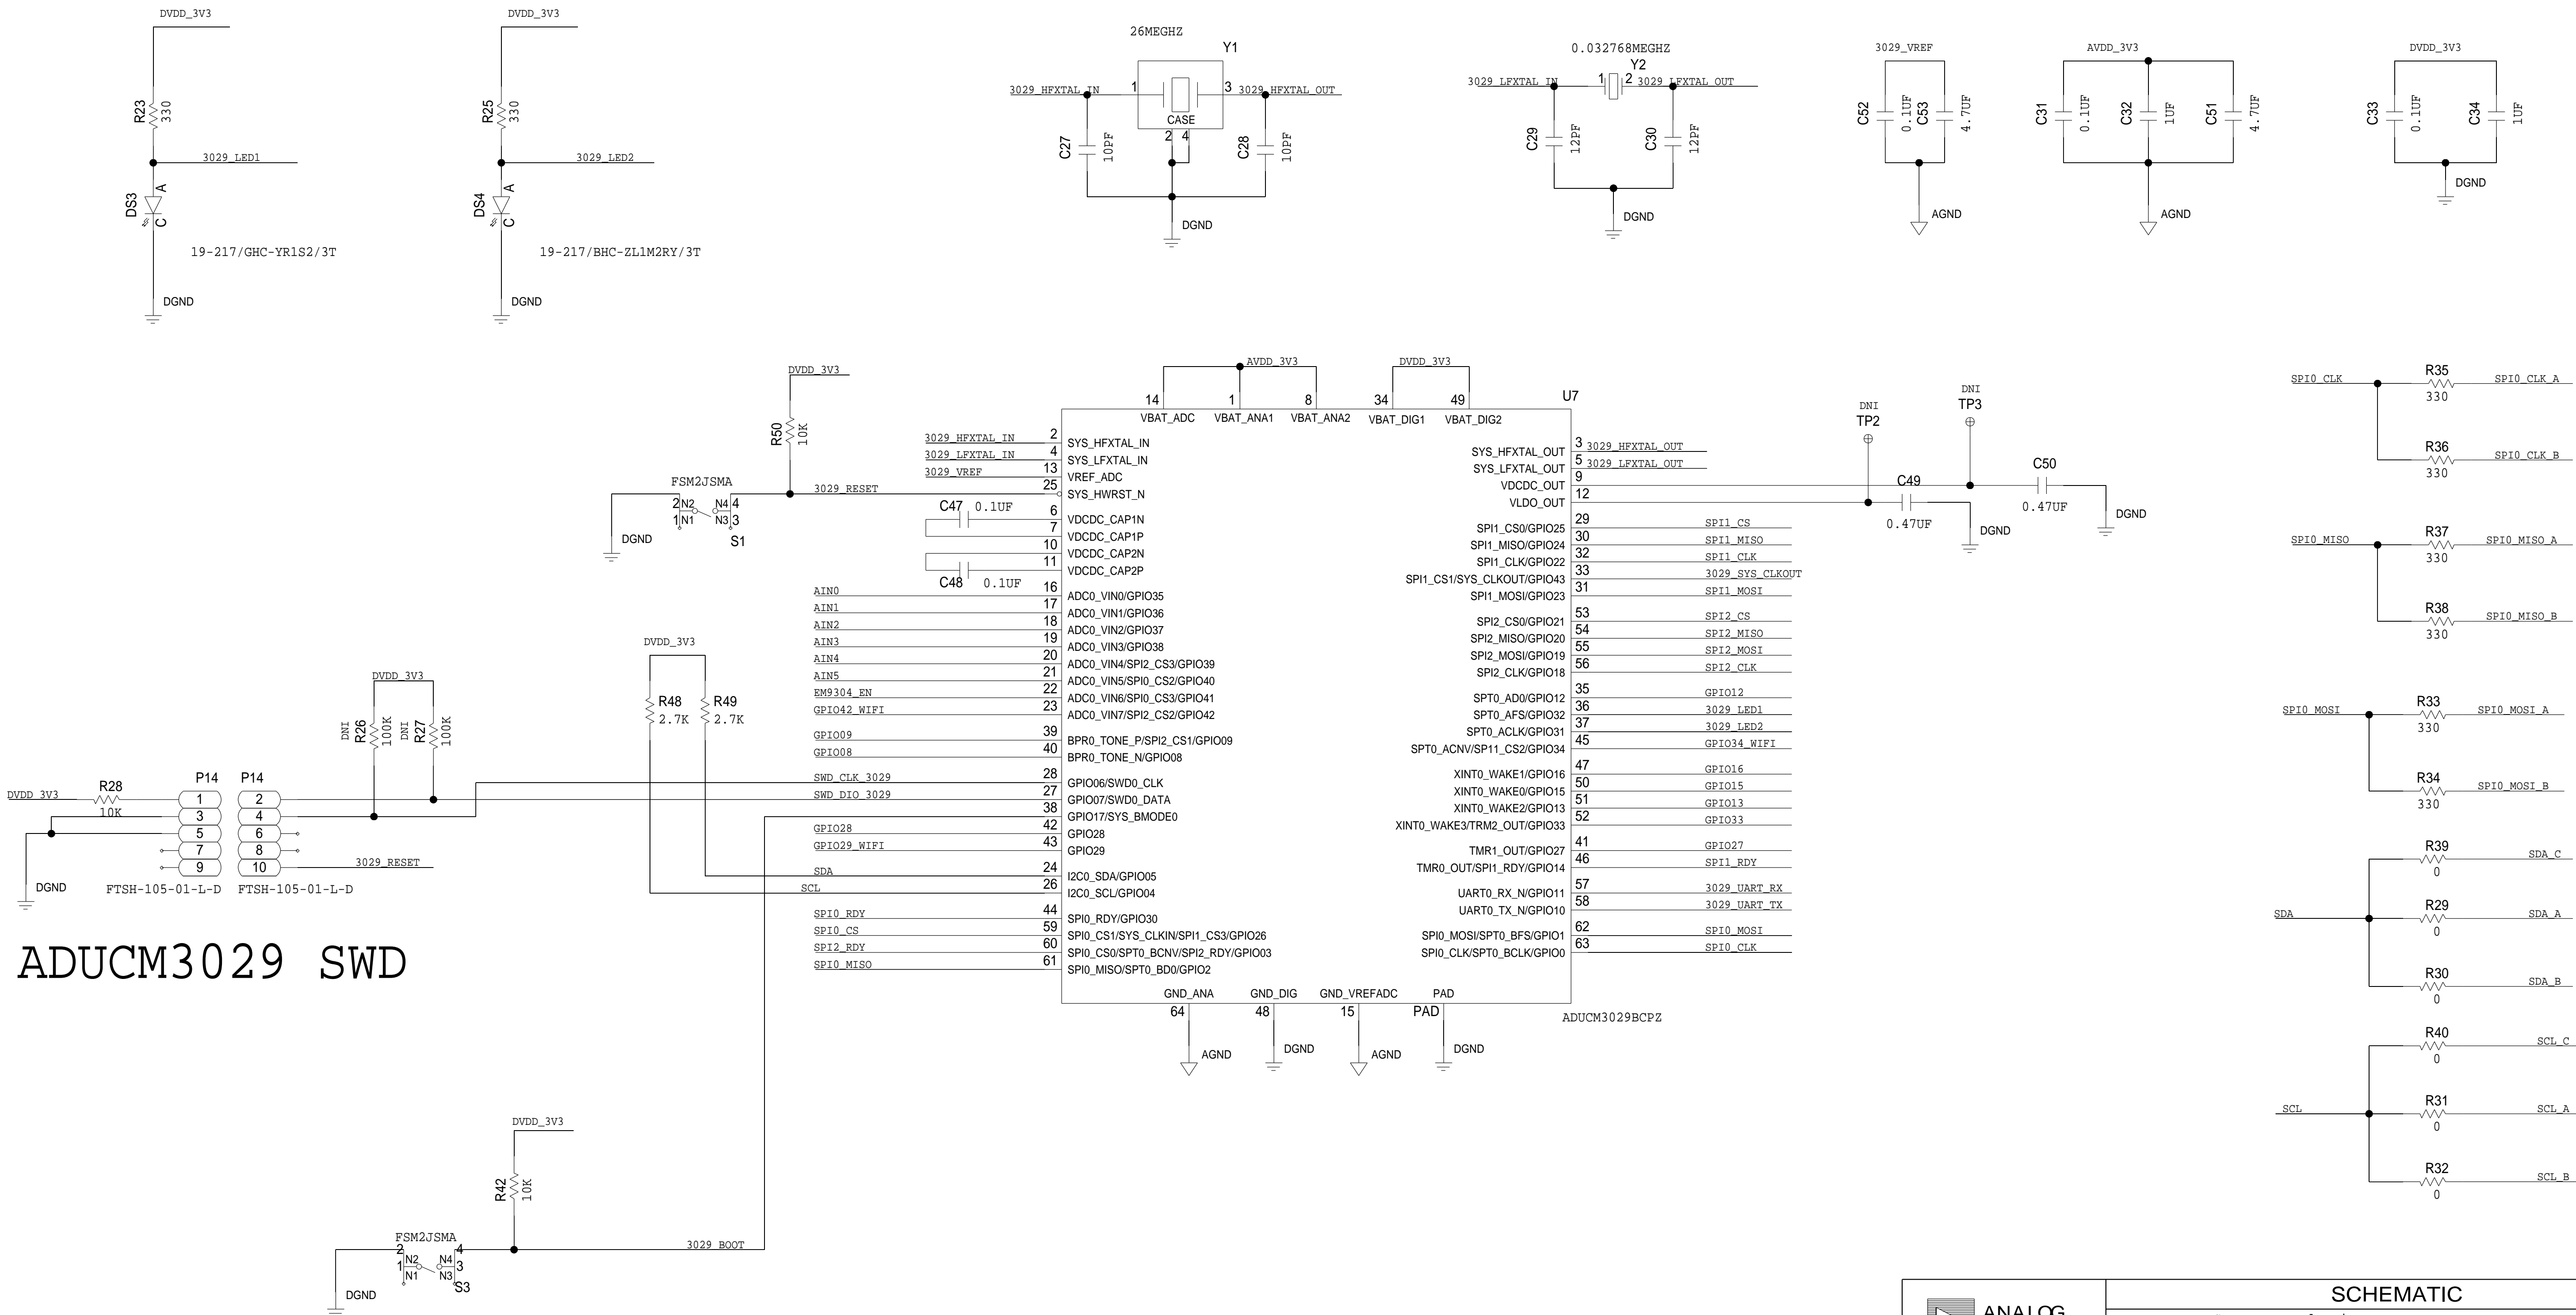 DVDD_3V3
R23
330
3029_LED1
DS3
A
C
19-217/GHC-YR1S2/3T
DGND
DVDD_3V3
R25
330
3029_LED2
DS4
A
C
19-217/BHC-ZL1M2RY/3T
DGND
26MEGHZ
Y1
3029_HFXTAL_IN
1
3
3029_HFXTAL_OUT
CASE
2
4
C27
10PF
C28
10PF
DGND
0.032768MEGHZ
Y2
3029_LFXTAL_IN
1
2
3029_LFXTAL_OUT
C29
12PF
C30
12PF
DGND
3029_VREF
C52
0.1UF
C53
4.7UF
AGND
AVDD_3V3
C31
0.1UF
C32
1UF
C51
4.7UF
AGND
DVDD_3V3
C33
0.1UF
C34
1UF
DGND
DVDD_3V3
R50
10K
FSM2JSMA
2
N2
N4
4
1
N1
N3
3
S1
DGND
3029_RESET
AVDD_3V3
DVDD_3V3
U7
14
1
8
34
49
VBAT_ADC
VBAT_ANA1
VBAT_ANA2
VBAT_DIG1
VBAT_DIG2
3029_HFXTAL_IN 2 SYS_HFXTAL_IN
3029_LFXTAL_IN 4 SYS_LFXTAL_IN
3029_VREF 13 VREF_ADC
25 SYS_HWRST_N
C47 0.1UF
6 VDCDC_CAP1N
7 VDCDC_CAP1P
10 VDCDC_CAP2N
11 VDCDC_CAP2P
C48 0.1UF
AIN0 16 ADC0_VIN0/GPIO35
AIN1 17 ADC0_VIN1/GPIO36
AIN2 18 ADC0_VIN2/GPIO37
AIN3 19 ADC0_VIN3/GPIO38
AIN4 20 ADC0_VIN4/SPI2_CS3/GPIO39
AIN5 21 ADC0_VIN5/SPI0_CS2/GPIO40
EM9304_EN 22 ADC0_VIN6/SPI0_CS3/GPIO41
GPIO42_WIFI 23 ADC0_VIN7/SPI2_CS2/GPIO42
GPIO09 39 BPR0_TONE_P/SPI2_CS1/GPIO09
GPIO08 40 BPR0_TONE_N/GPIO08
SWD_CLK_3029 28 GPIO06/SWD0_CLK
SWD_DIO_3029 27 GPIO07/SWD0_DATA
38 GPIO17/SYS_BMODE0
GPIO28 42 GPIO28
GPIO29_WIFI 43 GPIO29
SDA 24 I2C0_SDA/GPIO05
SCL 26 I2C0_SCL/GPIO04
SPI0_RDY 44 SPI0_RDY/GPIO30
SPI0_CS 59 SPI0_CS1/SYS_CLKIN/SPI1_CS3/GPIO26
SPI2_RDY 60 SPI0_CS0/SPT0_BCNV/SPI2_RDY/GPIO03
SPI0_MISO 61 SPI0_MISO/SPT0_BD0/GPIO2
SYS_HFXTAL_OUT 3 3029_HFXTAL_OUT
SYS_LFXTAL_OUT 5 3029_LFXTAL_OUT
VDCDC_OUT 9
VLDO_OUT 12
SPI1_CS0/GPIO25 29 SPI1_CS
SPI1_MISO/GPIO24 30 SPI1_MISO
SPI1_CLK/GPIO22 32 SPI1_CLK
SPI1_CS1/SYS_CLKOUT/GPIO43 33 3029_SYS_CLKOUT
SPI1_MOSI/GPIO23 31 SPI1_MOSI
SPI2_CS0/GPIO21 53 SPI2_CS
SPI2_MISO/GPIO20 54 SPI2_MISO
SPI2_MOSI/GPIO19 55 SPI2_MOSI
SPI2_CLK/GPIO18 56 SPI2_CLK
SPT0_AD0/GPIO12 35 GPIO12
SPT0_AFS/GPIO32 36 3029_LED1
SPT0_ACLK/GPIO31 37 3029_LED2
SPT0_ACNV/SP11_CS2/GPIO34 45 GPIO34_WIFI
XINT0_WAKE1/GPIO16 47 GPIO16
XINT0_WAKE0/GPIO15 50 GPIO15
XINT0_WAKE2/GPIO13 51 GPIO13
XINT0_WAKE3/TRM2_OUT/GPIO33 52 GPIO33
TMR1_OUT/GPIO27 41 GPIO27
TMR0_OUT/SPI1_RDY/GPIO14 46 SPI1_RDY
UART0_RX_N/GPIO11 57 3029_UART_RX
UART0_TX_N/GPIO10 58 3029_UART_TX
SPI0_MOSI/SPT0_BFS/GPIO1 62 SPI0_MOSI
SPI0_CLK/SPT0_BCLK/GPIO0 63 SPI0_CLK
GND_ANA
GND_DIG
GND_VREFADC
PAD
64
48
15
PAD
ADUCM3029BCPZ
AGND
DGND
AGND
DGND
DNI
TP2
DNI
TP3
C49
0.47UF
DGND
C50
0.47UF
DGND
DVDD_3V3
R48
2.7K
R49
2.7K
DVDD_3V3
DNI
R26
100K
DNI
R27
100K
DVDD_3V3
R28
10K
P14
P14
1
2
3
4
5
6
7
8
9
10
3029_RESET
DGND
FTSH-105-01-L-D
FTSH-105-01-L-D
ADUCM3029 SWD
DVDD_3V3
R42
10K
FSM2JSMA
2
N2
N4
4
1
N1
N3
3
S3
3029_BOOT
DGND
SPI0_CLK
R35
330
SPI0_CLK_A
R36
330
SPI0_CLK_B
SPI0_MISO
R37
330
SPI0_MISO_A
R38
330
SPI0_MISO_B
SPI0_MOSI
R33
330
SPI0_MOSI_A
R34
330
SPI0_MOSI_B
R39
0
SDA_C
SDA
R29
0
SDA_A
R30
0
SDA_B
R40
0
SCL_C
SCL
R31
0
SCL_A
R32
0
SCL_B
ANALOG
SCHEMATIC